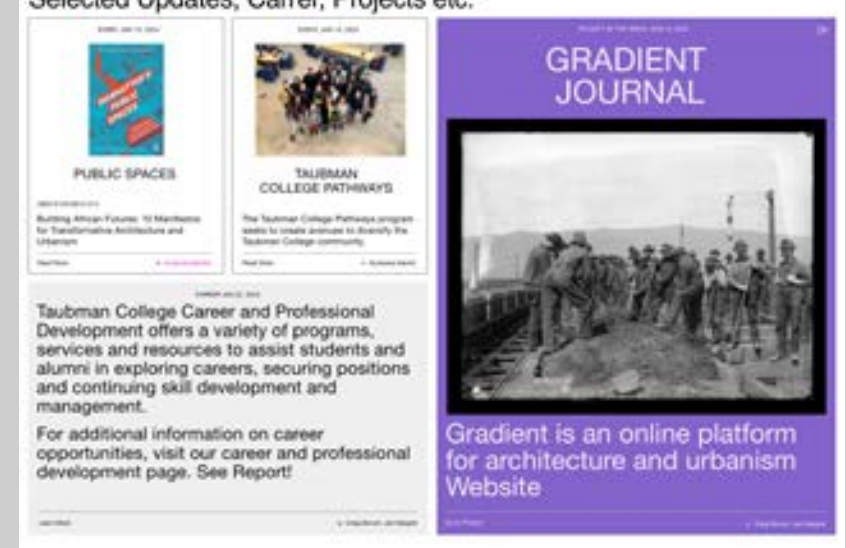 Selected Updates, Carrer, Projects etc.
PUBLIC SPACES
Building African Futures: 10 Manifestos
for Transformative Architecture and
Urbanism
Read More
TAUBMAN
COLLEGE PATHWAYS
The Taubman College Pathways program
seeks to create avenues to diversify the
Taubman College community.
Read More
Taubman College Career and Professional
Development offers a variety of programs,
services and resources to assist students and
alumni in exploring careers, securing positions
and continuing skill development and
management.
For additional information on career
opportunities, visit our career and professional
development page. See Report!
GRADIENT
JOURNAL
Gradient is an online platform
for architecture and urbanism
Website